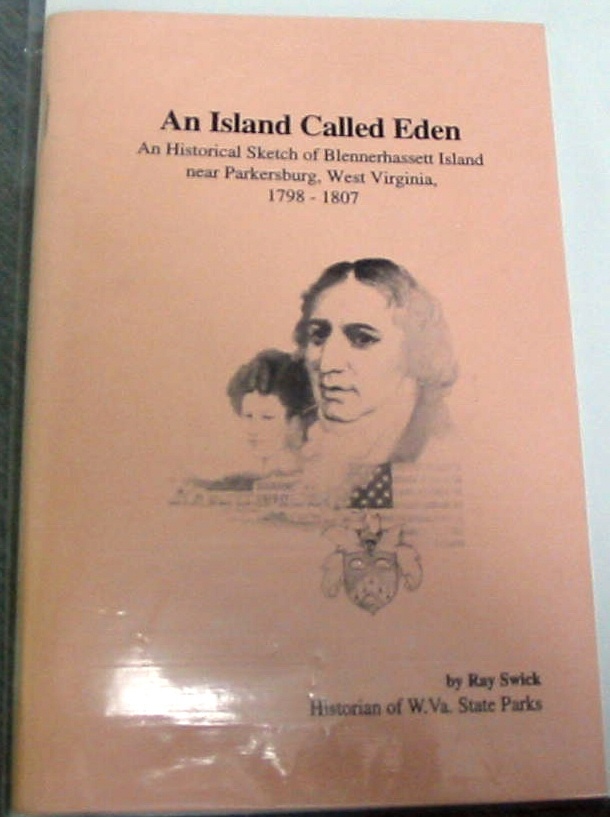 An Island Called Eden
An Historical Sketch of Blennerhassett Island
near Parkersburg, West Virginia,
1798 - 1807
by Ray Swick
Historian of W.Va. State Parks